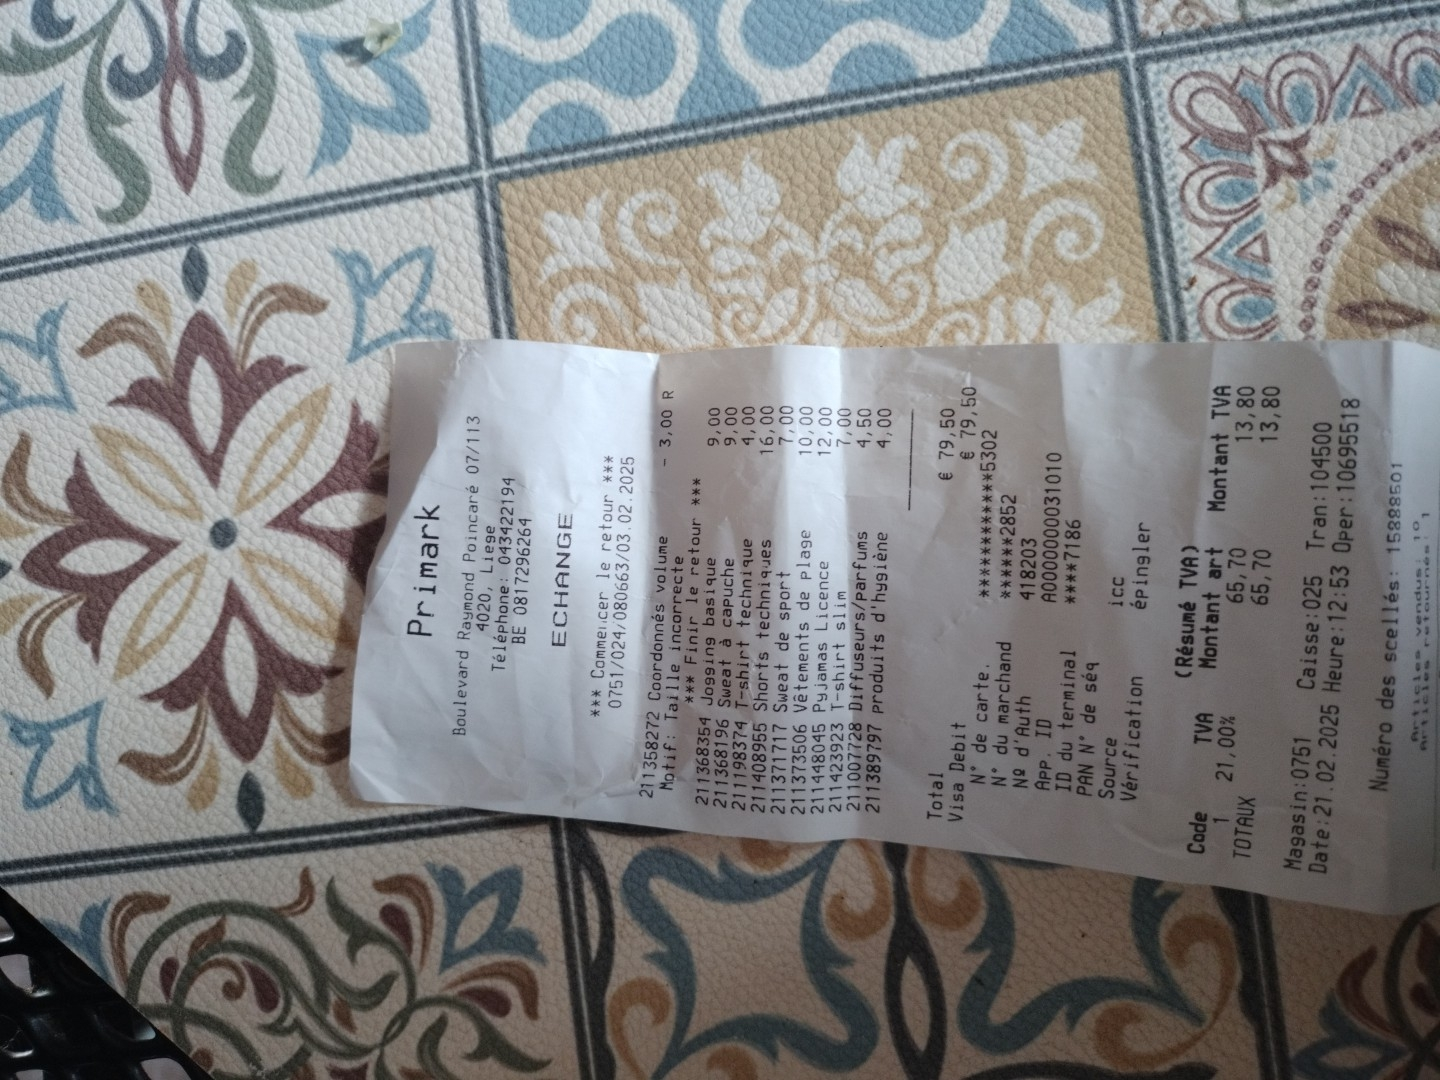 Primark
Boulevard Raymond Poincaré 07/113
4020, Liege
Téléphone: 043422194
BE 0817296264
ECHANGE
*** Commencer le retour ***
0751/024/080663/03.02.2025
211358272 Coordonnés volume - 3,00 R
Motif: Taille incorrecte
*** Finir le retour ***
211368354 Jogging basique 9,00
211368196 Sweat à capuche 9,00
211198374 T-shirt technique 4,00
211408955 Shorts techniques 16,00
211371717 Sweat de sport 7,00
211373506 Vêtements de plage 10,00
211448045 Pyjamas Licence 12,00
211423923 T-shirt slim 7,00
211007728 Diffuseurs/parfums 4,50
211389797 Produits d'hygiène 4,00
Total € 79,50
Visa Debit € 79,50
N° de carte. ************5302
N° du marchand ******2852
Nº d'Auth 418203
App. ID A0000000031010
ID du terminal ****7186
PAN N° de séq
Source icc
Vérification épingler
(Résumé TVA)
Code TVA Montant art Montant TVA
1 21,00% 65,70 13,80
TOTAUX 65,70 13,80
Magasin:0751 Caisse:025 Tran:104500
Date:21.02.2025 Heure:12:53 Oper:10695518
Numéro des scellés: 15888501
Articles vendus: 10
Articles retournés: 1